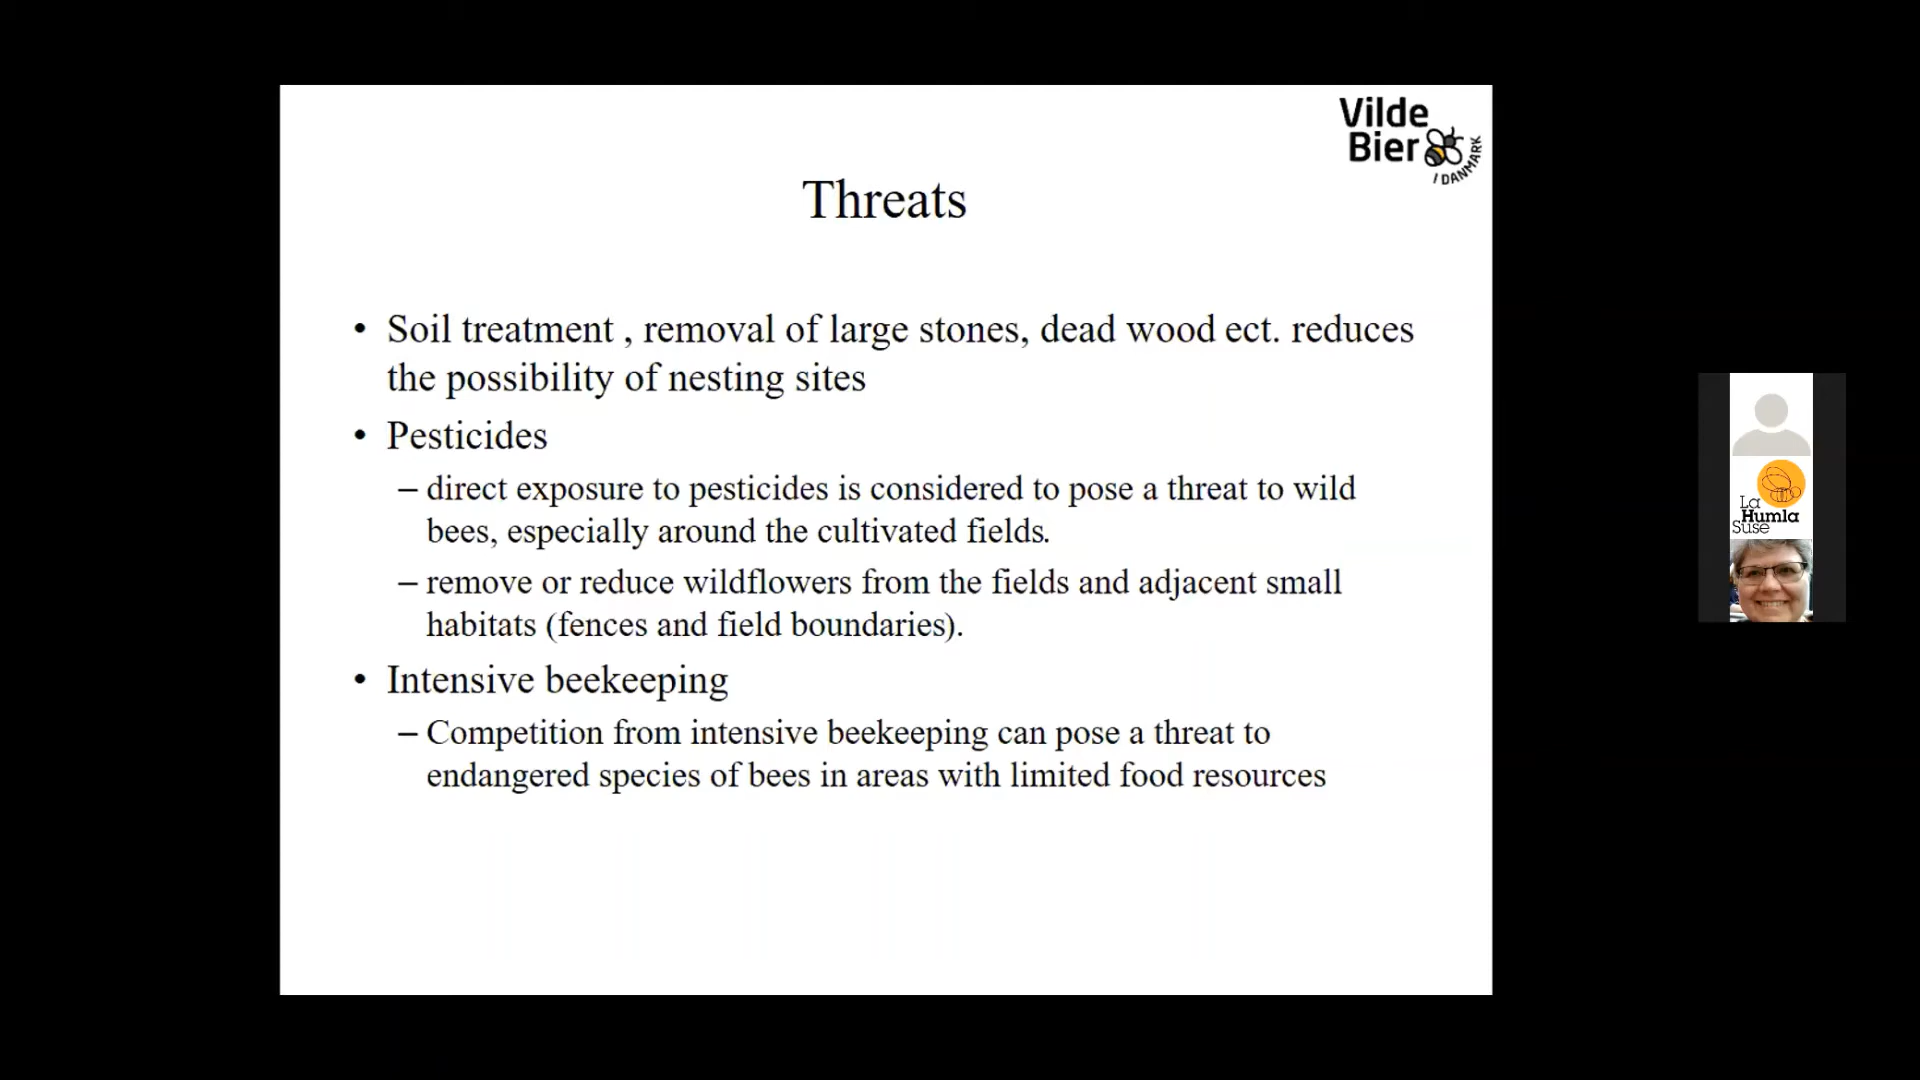 Vilde
Bier
I DANMARK
Threats
• Soil treatment , removal of large stones, dead wood ect. reduces
the possibility of nesting sites
• Pesticides
– direct exposure to pesticides is considered to pose a threat to wild
bees, especially around the cultivated fields.
– remove or reduce wildflowers from the fields and adjacent small
habitats (fences and field boundaries).
• Intensive beekeeping
– Competition from intensive beekeeping can pose a threat to
endangered species of bees in areas with limited food resources
La
Humla
Suse